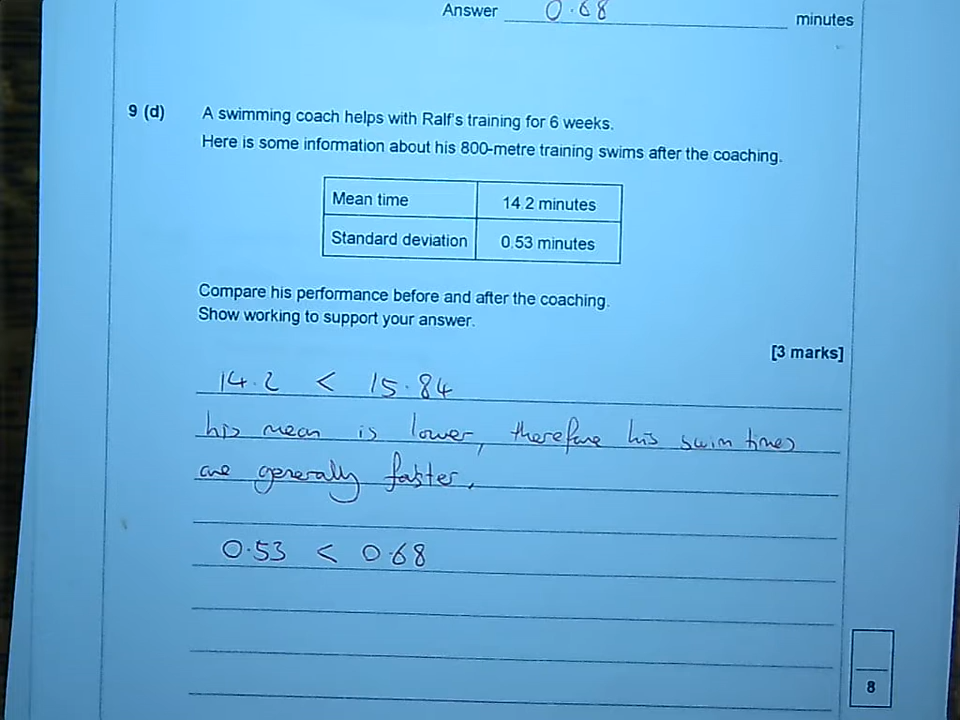 Answer 0.68 minutes
9 (d) A swimming coach helps with Ralf's training for 6 weeks.
Here is some information about his 800-metre training swims after the coaching.
Mean time 14.2 minutes
Standard deviation 0.53 minutes
Compare his performance before and after the coaching.
Show working to support your answer.
[3 marks]
14.2 < 15.84
his mean is lower, therefore his swim times
are generally faster.
0.53 < 0.68
8